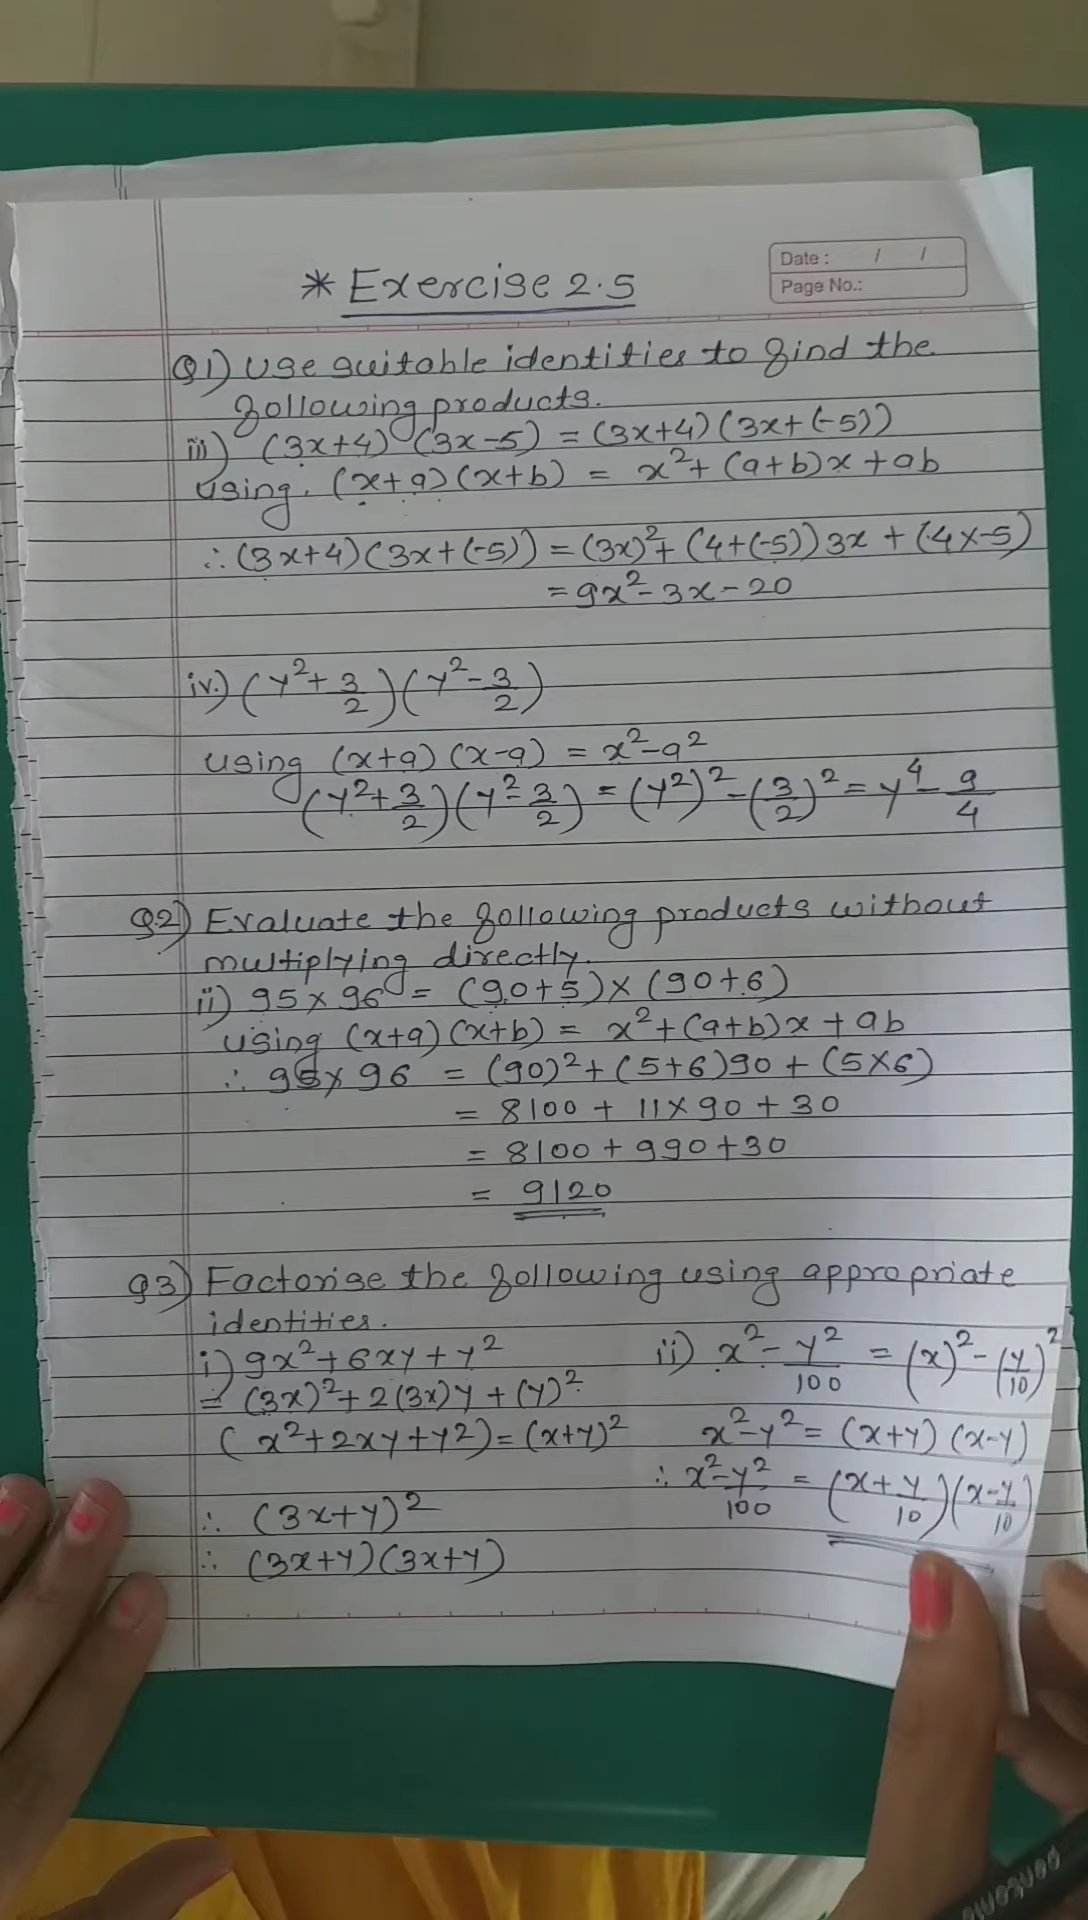 Date : / /
Page No.:
* Exercise 2.5
Q1) Use suitable identities to find the
following products.
iii) (3x+4) (3x-5) = (3x+4) (3x+(-5))
using. (x+a) (x+b) = x²+ (a+b)x + ab
∴ (3x+4) (3x+(-5)) = (3x)²+ (4+(-5)) 3x + (4x-5)
= 9x²- 3x - 20
iv.) (y²+ 3/2) (y²- 3/2)
using (x+a) (x-a) = x²-a²
(y²+ 3/2) (y²- 3/2) = (y²)² - (3/2)² = y⁴- 9/4
Q.2) Evaluate the following products without
multiplying directly.
ii) 95 x 96 = (90+5) x (90+6)
using (x+a) (x+b) = x²+(a+b)x + ab
∴ 95 x 96 = (90)² + (5+6)90 + (5x6)
= 8100 + 11x90 + 30
= 8100 + 990 + 30
= 9120
Q3) Factorise the following using appropriate
identities.
i) 9x²+6xy+y²
= (3x)²+2(3x)y + (y)²
( x²+2xy+y2) = (x+y)²
∴ (3x+y)²
∴ (3x+y) (3x+y)
ii) x²- y²/100 = (x)²- (y/10)²
x²-y² = (x+y) (x-y)
∴ x²-y²/100 = (x+ y/10) (x-y/10)